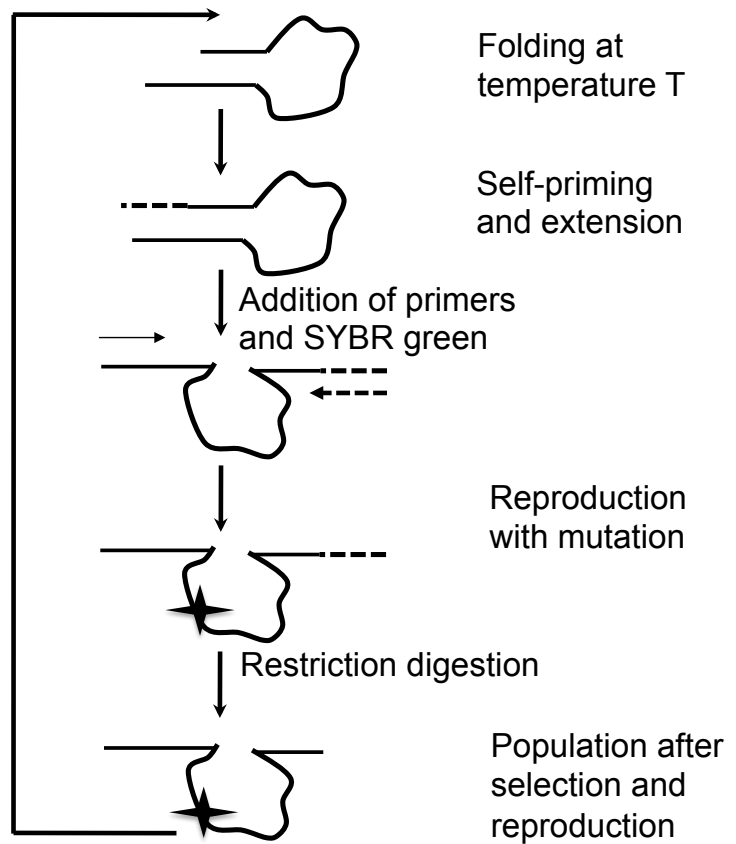 Folding at
temperature T
Self-priming
and extension
Addition of primers
and SYBR green
Reproduction
with mutation
Restriction digestion
Population after
selection and
reproduction